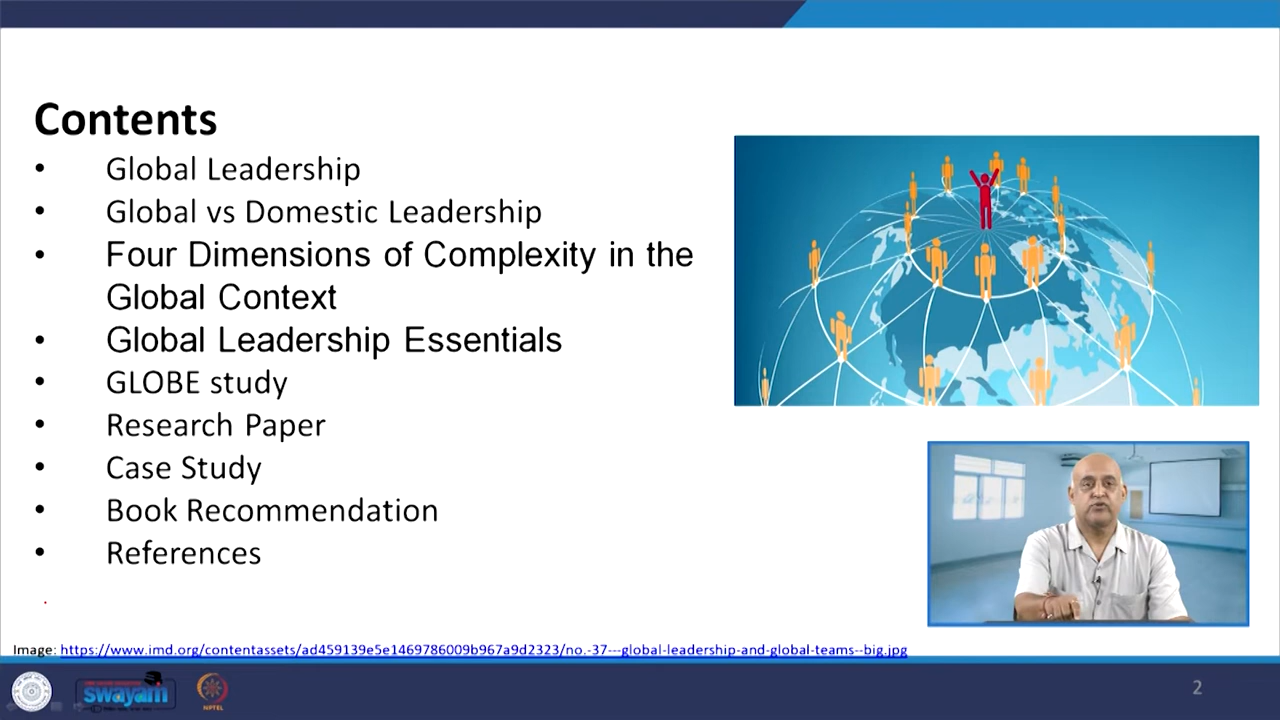 Contents
• Global Leadership
• Global vs Domestic Leadership
• Four Dimensions of Complexity in the
Global Context
• Global Leadership Essentials
• GLOBE study
• Research Paper
• Case Study
• Book Recommendation
• References
Image: https://www.imd.org/contentassets/ad459139e5e1469786009b967a9d2323/no.-37---global-leadership-and-global-teams--big.jpg
swayam
NPTEL
2